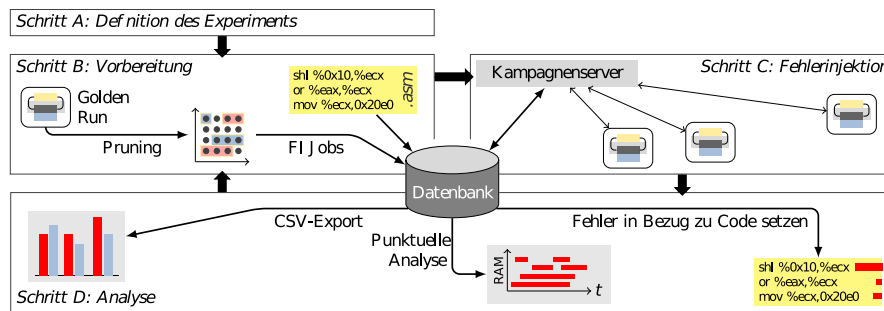 Schritt A: Definition des Experiments
Schritt B: Vorbereitung
Golden
Run
Pruning
FI Jobs
shl %0x10,%ecx
or %eax,%ecx
mov %ecx,0x20e0
.asm
Kampagnenserver
Schritt C: Fehlerinjektion
Datenbank
CSV-Export
Punktuelle
Analyse
RAM
t
Fehler in Bezug zu Code setzen
shl %0x10,%ecx
or %eax,%ecx
mov %ecx,0x20e0
Schritt D: Analyse